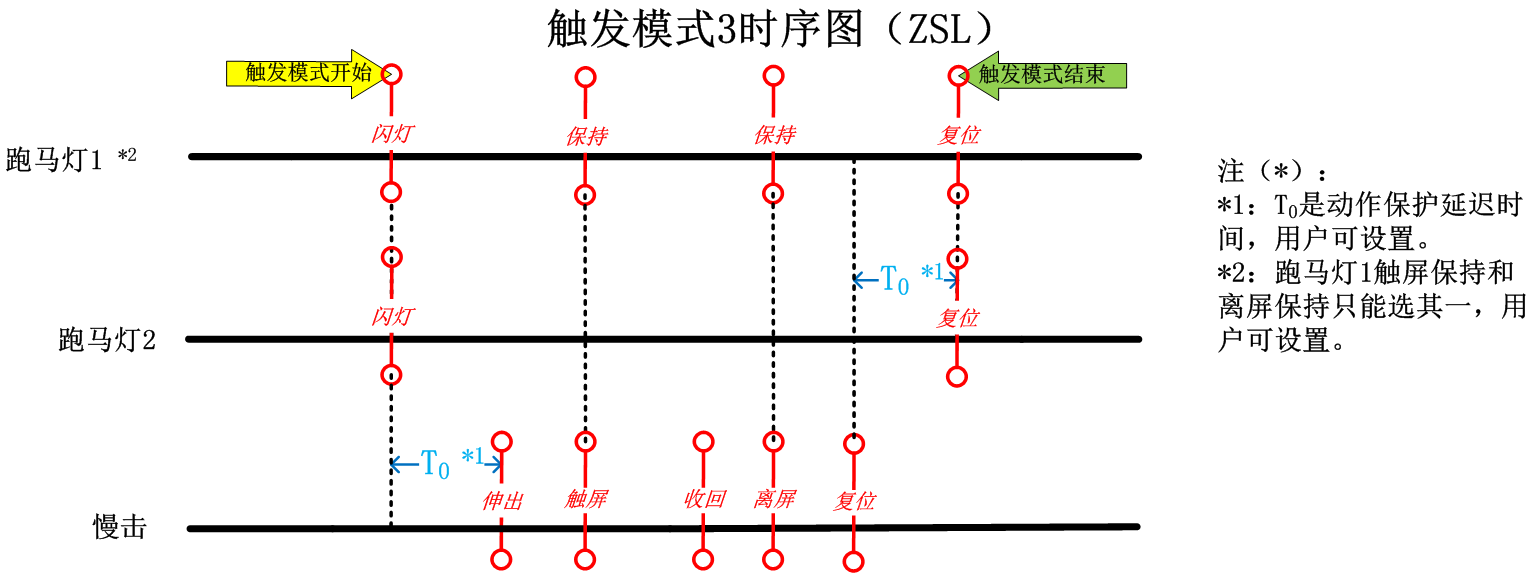 触发模式3时序图（ZSL）
触发模式开始
触发模式结束
闪灯
保持
保持
复位
跑马灯1 *2
注（*）：
*1：T0是动作保护延迟时
间，用户可设置。
*2：跑马灯1触屏保持和
离屏保持只能选其一，用
户可设置。
T0 *1
闪灯
复位
跑马灯2
T0 *1
伸出
触屏
收回
离屏
复位
慢击